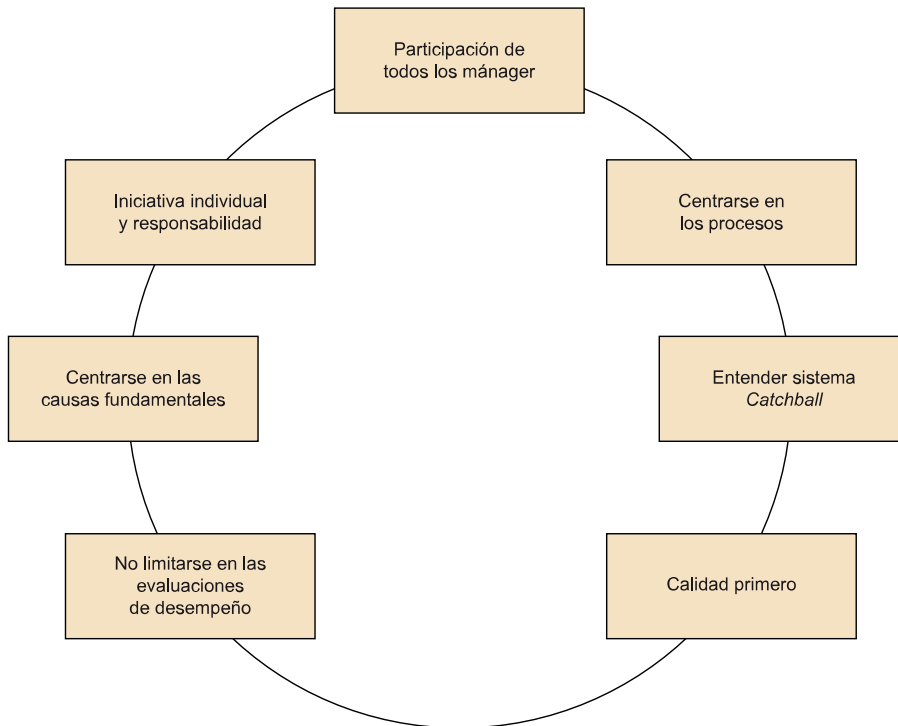 Participación de
todos los mánager
Iniciativa individual
y responsabilidad
Centrarse en
los procesos
Centrarse en las
causas fundamentales
Entender sistema
Catchball
No limitarse en las
evaluaciones
de desempeño
Calidad primero